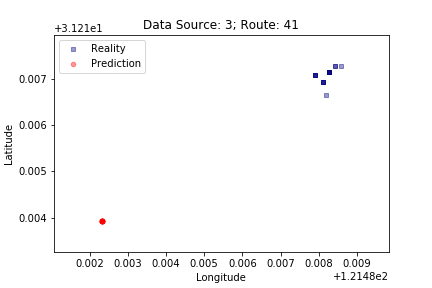 Data Source: 3; Route: 41
+3.121e1
Reality
Prediction
0.007
0.006
0.005
0.004
Latitude
0.002 0.003 0.004 0.005 0.006 0.007 0.008 0.009
Longitude
+1.2148e2